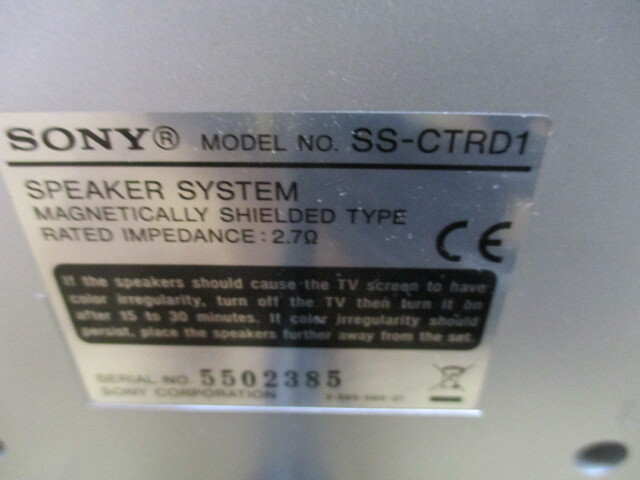 SONY® MODEL NO. SS-CTRD1
SPEAKER SYSTEM
MAGNETICALLY SHIELDED TYPE
RATED IMPEDANCE : 2.7Ω
CE
If the speakers should cause the TV screen to have
color irregularity, turn off the TV then turn it on
after 15 to 30 minutes. If color irregularity should
persist, place the speakers further away from the set.
SERIAL NO. 5502385
SONY CORPORATION